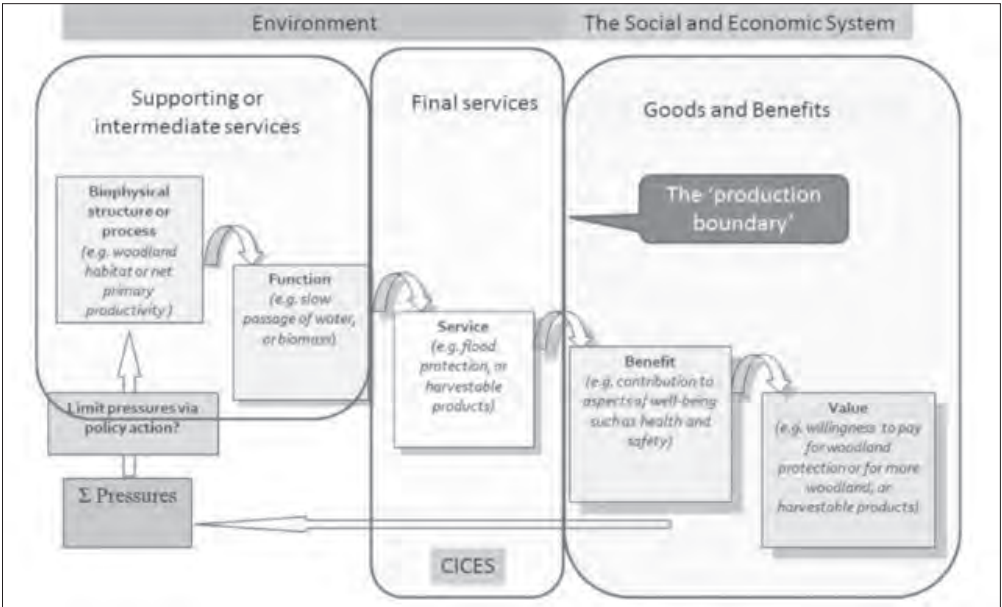 Environment
The Social and Economic System
Supporting or
intermediate services
Final services
Goods and Benefits
Biophysical
structure or
process
(e.g. woodland
habitat or net
primary
productivity)
The 'production
boundary'
Function
(e.g. slow
passage of water,
or biomass)
Service
(e.g. flood
protection, or
harvestable
products)
Benefit
(e.g. contribution to
aspects of well-being
such as health and
safety)
Value
(e.g. willingness to pay
for woodland
protection or for more
woodland, or
harvestable products)
Limit pressures via
policy action?
Σ Pressures
CICES